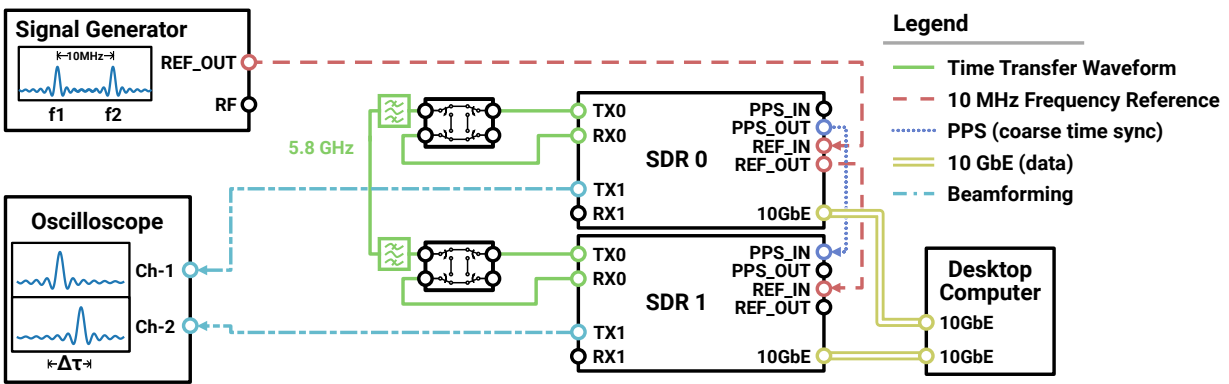 Signal Generator
10MHz
f1 f2
REF_OUT
RF
Oscilloscope
Ch-1
Ch-2
Δτ
5.8 GHz
TX0
RX0
TX1
RX1
SDR 0
PPS_IN
PPS_OUT
REF_IN
REF_OUT
10GbE
TX0
RX0
TX1
RX1
SDR 1
PPS_IN
PPS_OUT
REF_IN
REF_OUT
10GbE
Desktop
Computer
10GbE
10GbE
Legend
Time Transfer Waveform
10 MHz Frequency Reference
PPS (coarse time sync)
10 GbE (data)
Beamforming